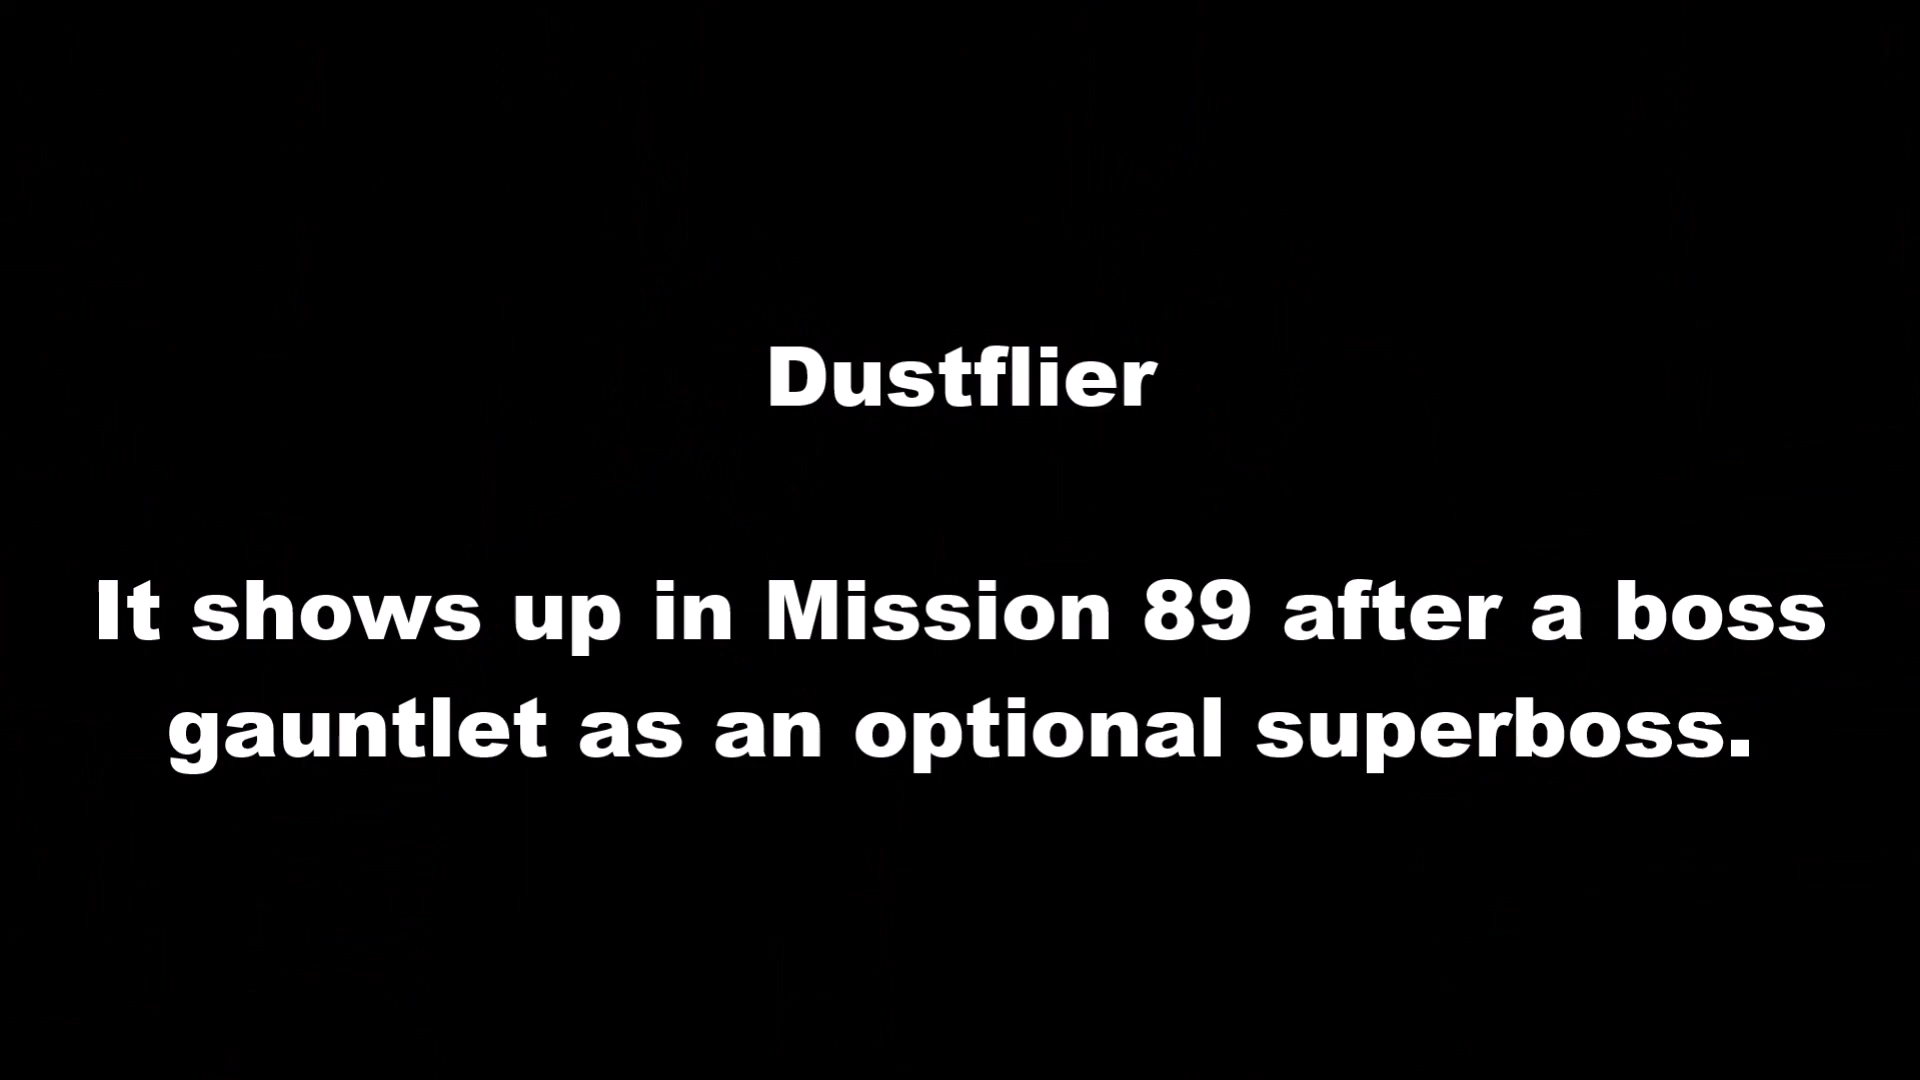 Dustflier
It shows up in Mission 89 after a boss
gauntlet as an optional superboss.